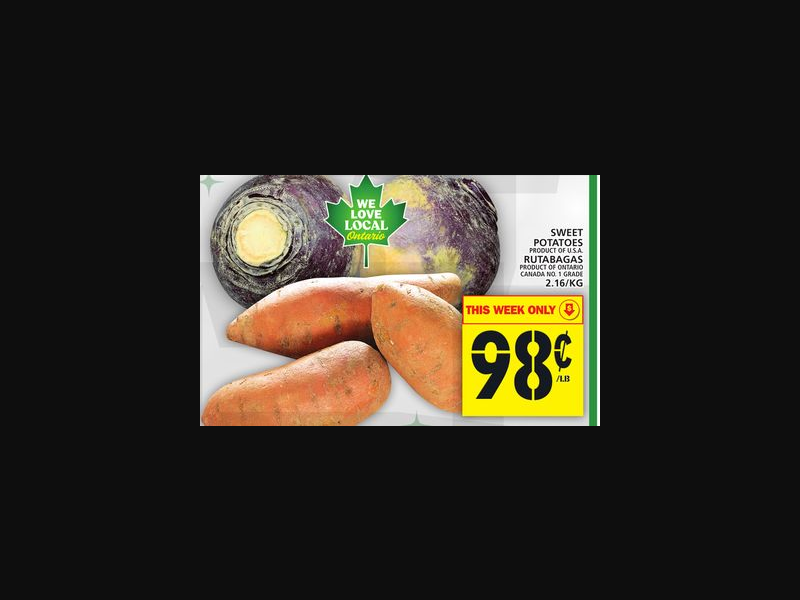 WE
LOVE
LOCAL
Ontario
SWEET
POTATOES
PRODUCT OF U.S.A.
RUTABAGAS
PRODUCT OF ONTARIO
CANADA NO. 1 GRADE
2.16/KG
THIS WEEK ONLY
98¢
/LB